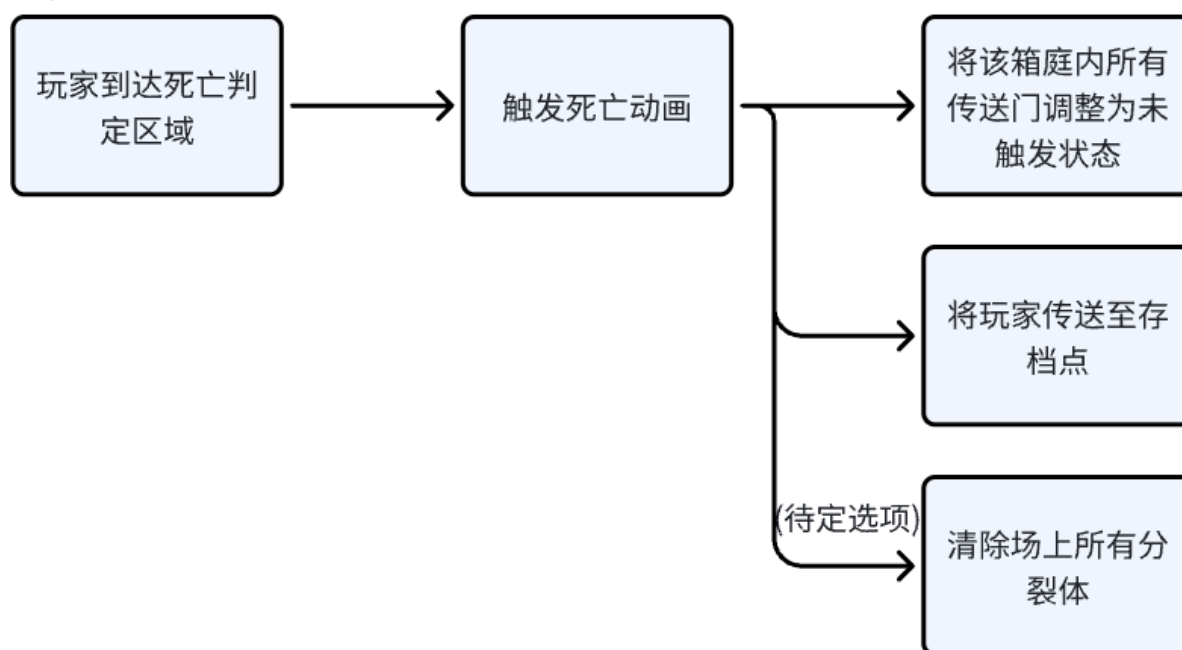 玩家到达死亡判
定区域
触发死亡动画
将该箱庭内所有
传送门调整为未
触发状态
将玩家传送至存
档点
(待定选项)
清除场上所有分
裂体